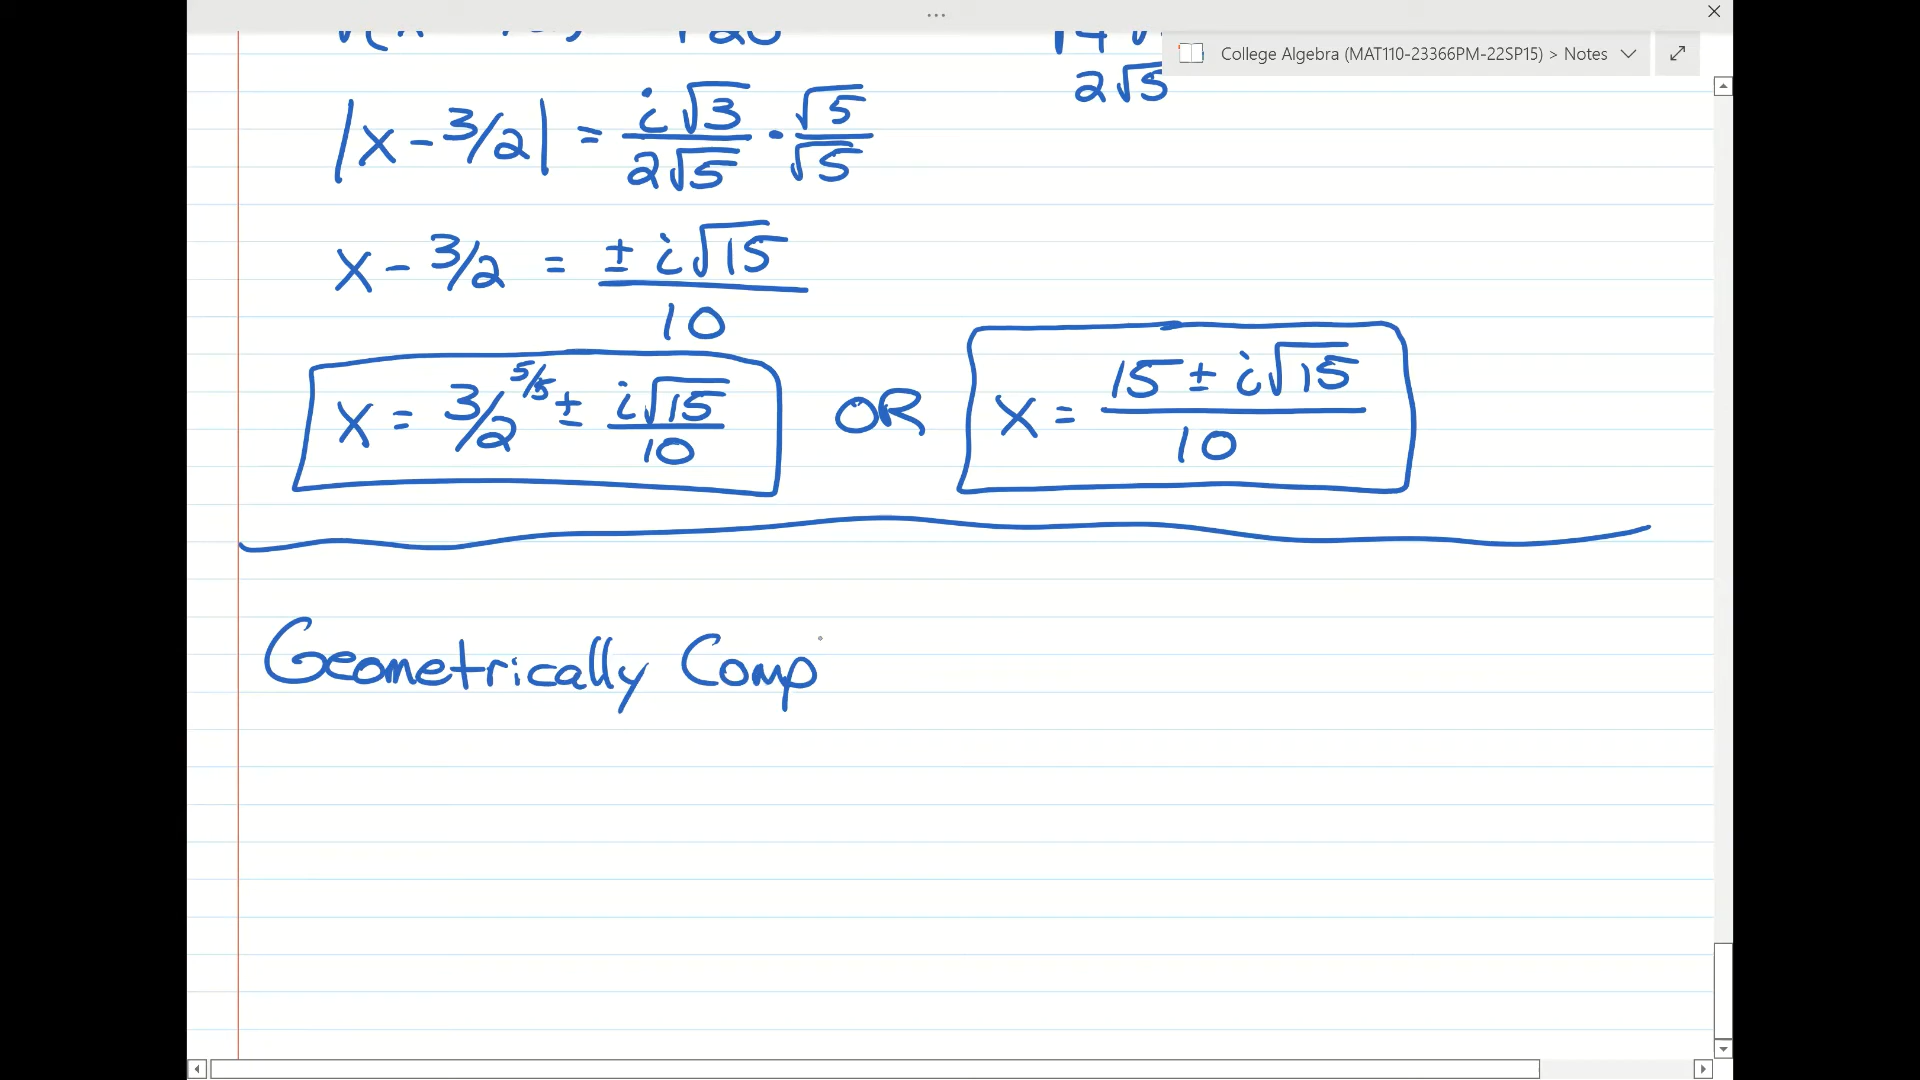 College Algebra (MAT110-23366PM-22SP15) > Notes
2√5
|x - 3/2| = i√3/2√5 · √5/√5
x - 3/2 = ± i√15/10
x = 3/2 5/5 ± i√15/10 OR x = 15 ± i√15/10
Geometrically Comp